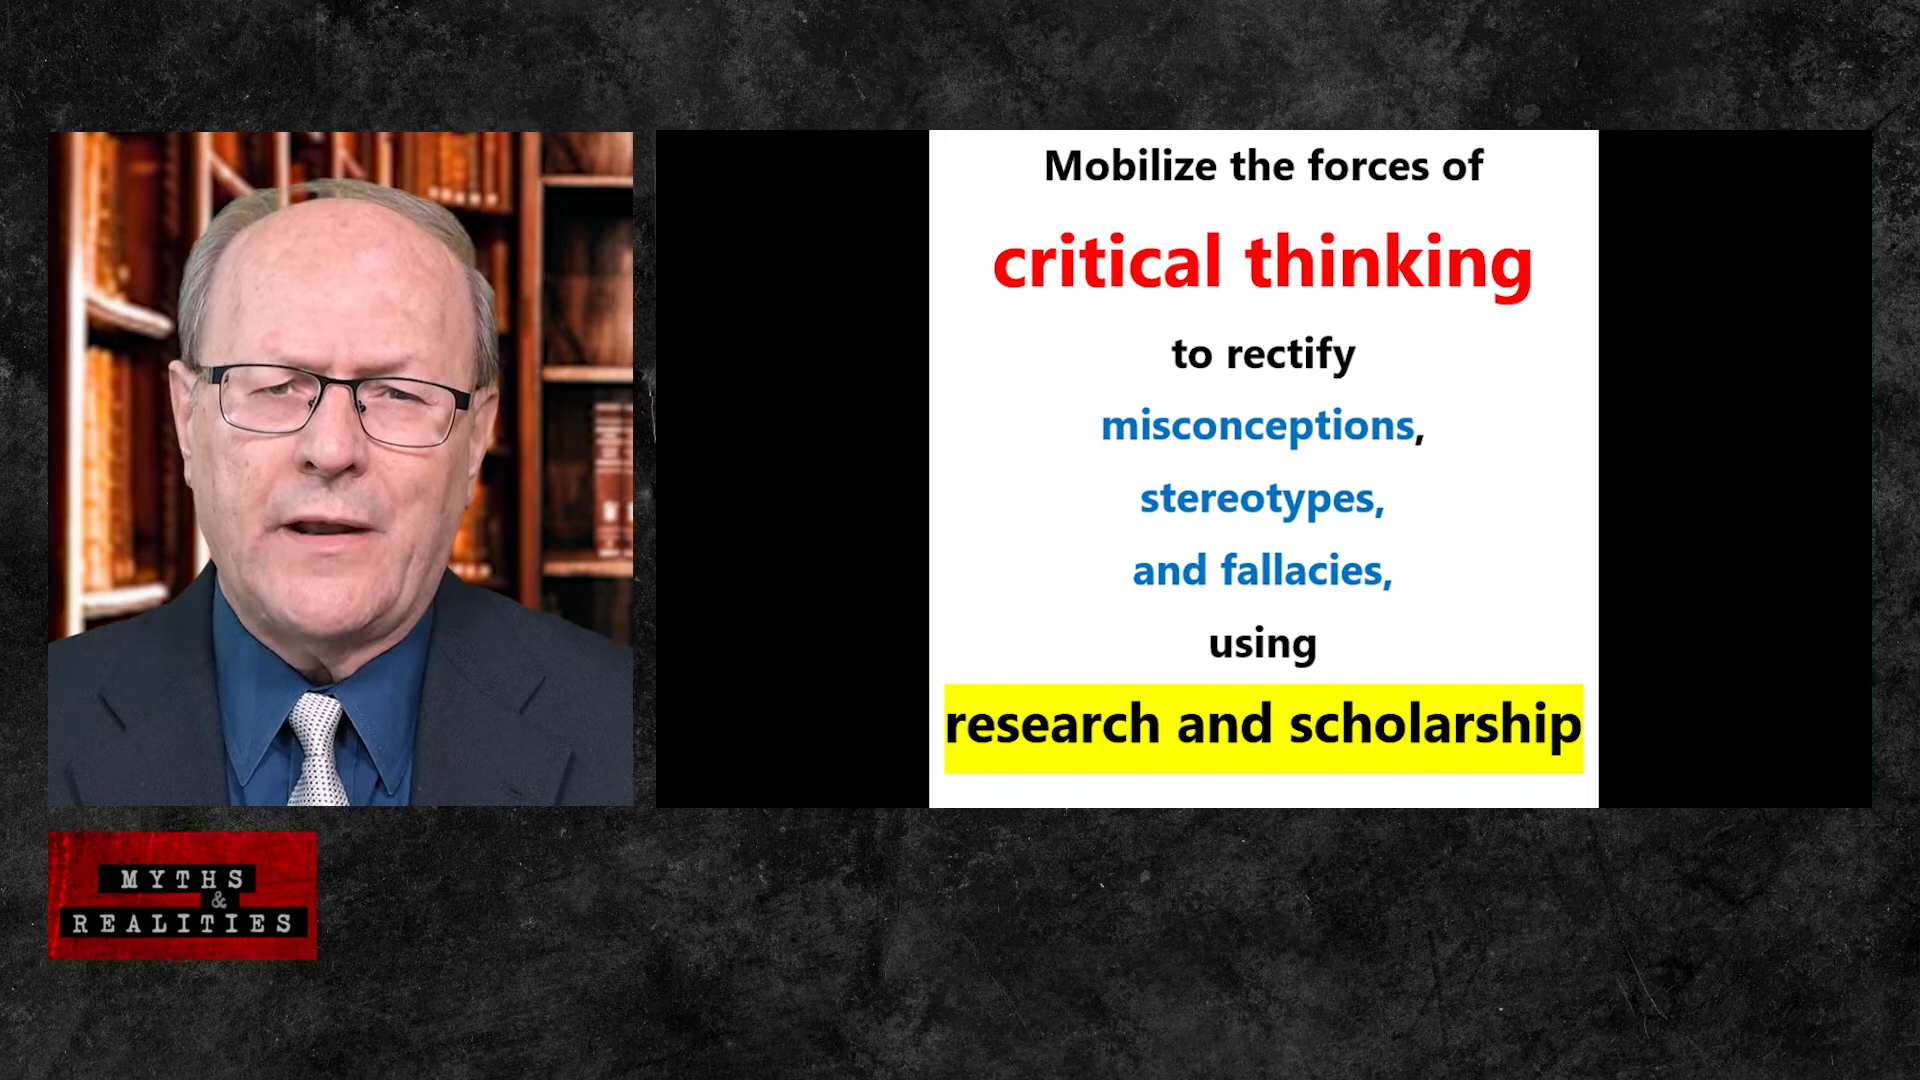 Mobilize the forces of
critical thinking
to rectify
misconceptions,
stereotypes,
and fallacies,
using
research and scholarship
MYTHS
&
REALITIES